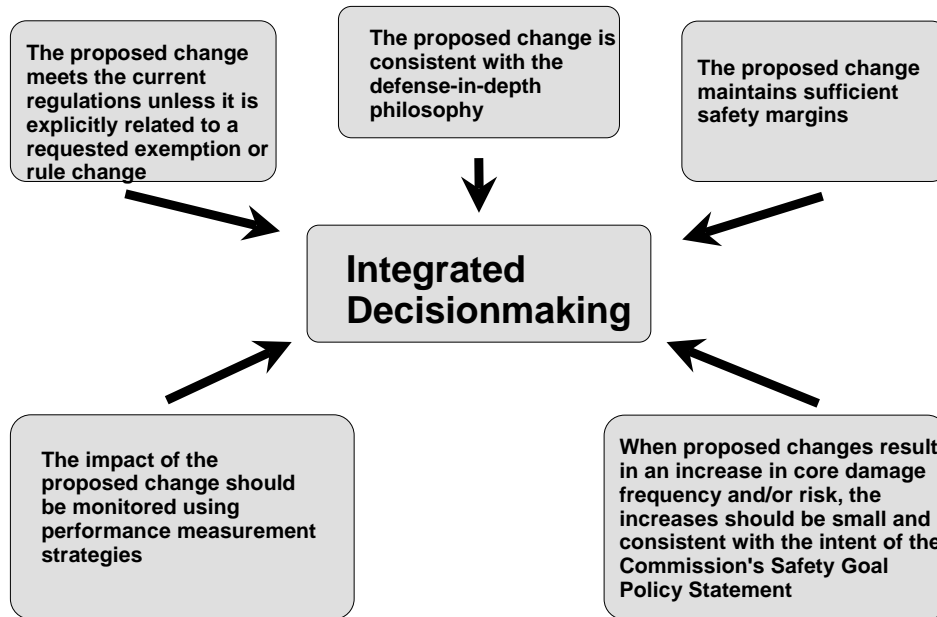 The proposed change
meets the current
regulations unless it is
explicitly related to a
requested exemption or
rule change
The proposed change is
consistent with the
defense-in-depth
philosophy
The proposed change
maintains sufficient
safety margins
Integrated
Decisionmaking
The impact of the
proposed change should
be monitored using
performance measurement
strategies
When proposed changes result
in an increase in core damage
frequency and/or risk, the
increases should be small and
consistent with the intent of the
Commission's Safety Goal
Policy Statement